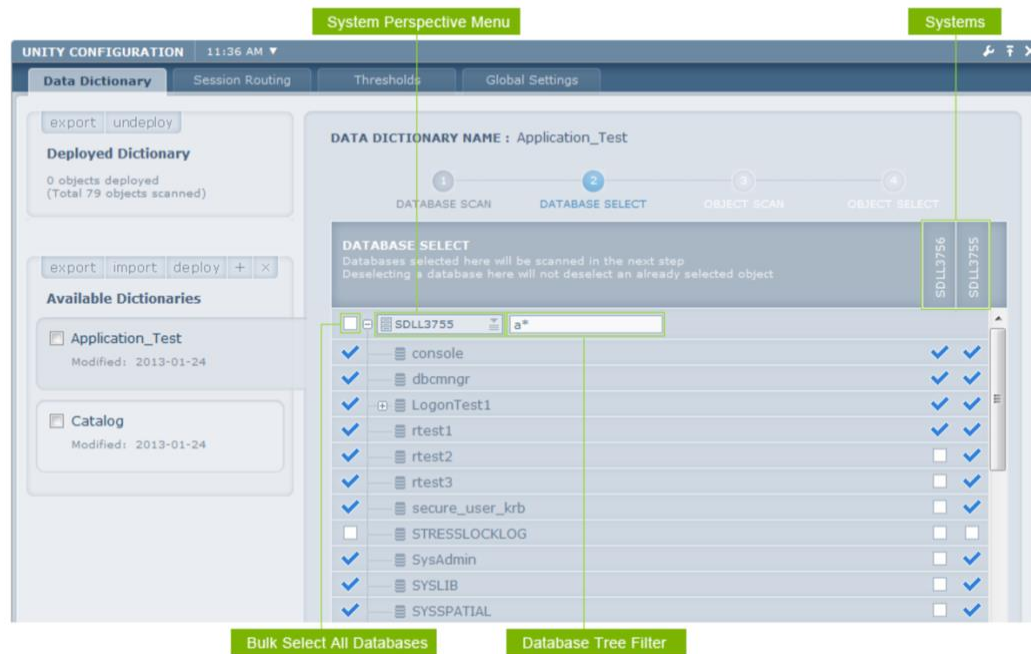 System Perspective Menu
Systems
UNITY CONFIGURATION 11:36 AM ▼
Data Dictionary Session Routing Thresholds Global Settings
export undeploy
Deployed Dictionary
0 objects deployed
(Total 79 objects scanned)
export import deploy + ×
Available Dictionaries
Application_Test
Modified: 2013-01-24
Catalog
Modified: 2013-01-24
DATA DICTIONARY NAME : Application_Test
1 2 3 4
DATABASE SCAN DATABASE SELECT OBJECT SCAN OBJECT SELECT
DATABASE SELECT
Databases selected here will be scanned in the next step
Deselecting a database here will not deselect an already selected object
SDLL3756
SDLL3755
SDLL3755 a*
console
dbcmngr
LogonTest1
rtest1
rtest2
rtest3
secure_user_krb
STRESSLOCKLOG
SysAdmin
SYSLIB
SYSSPATIAL
Bulk Select All Databases
Database Tree Filter